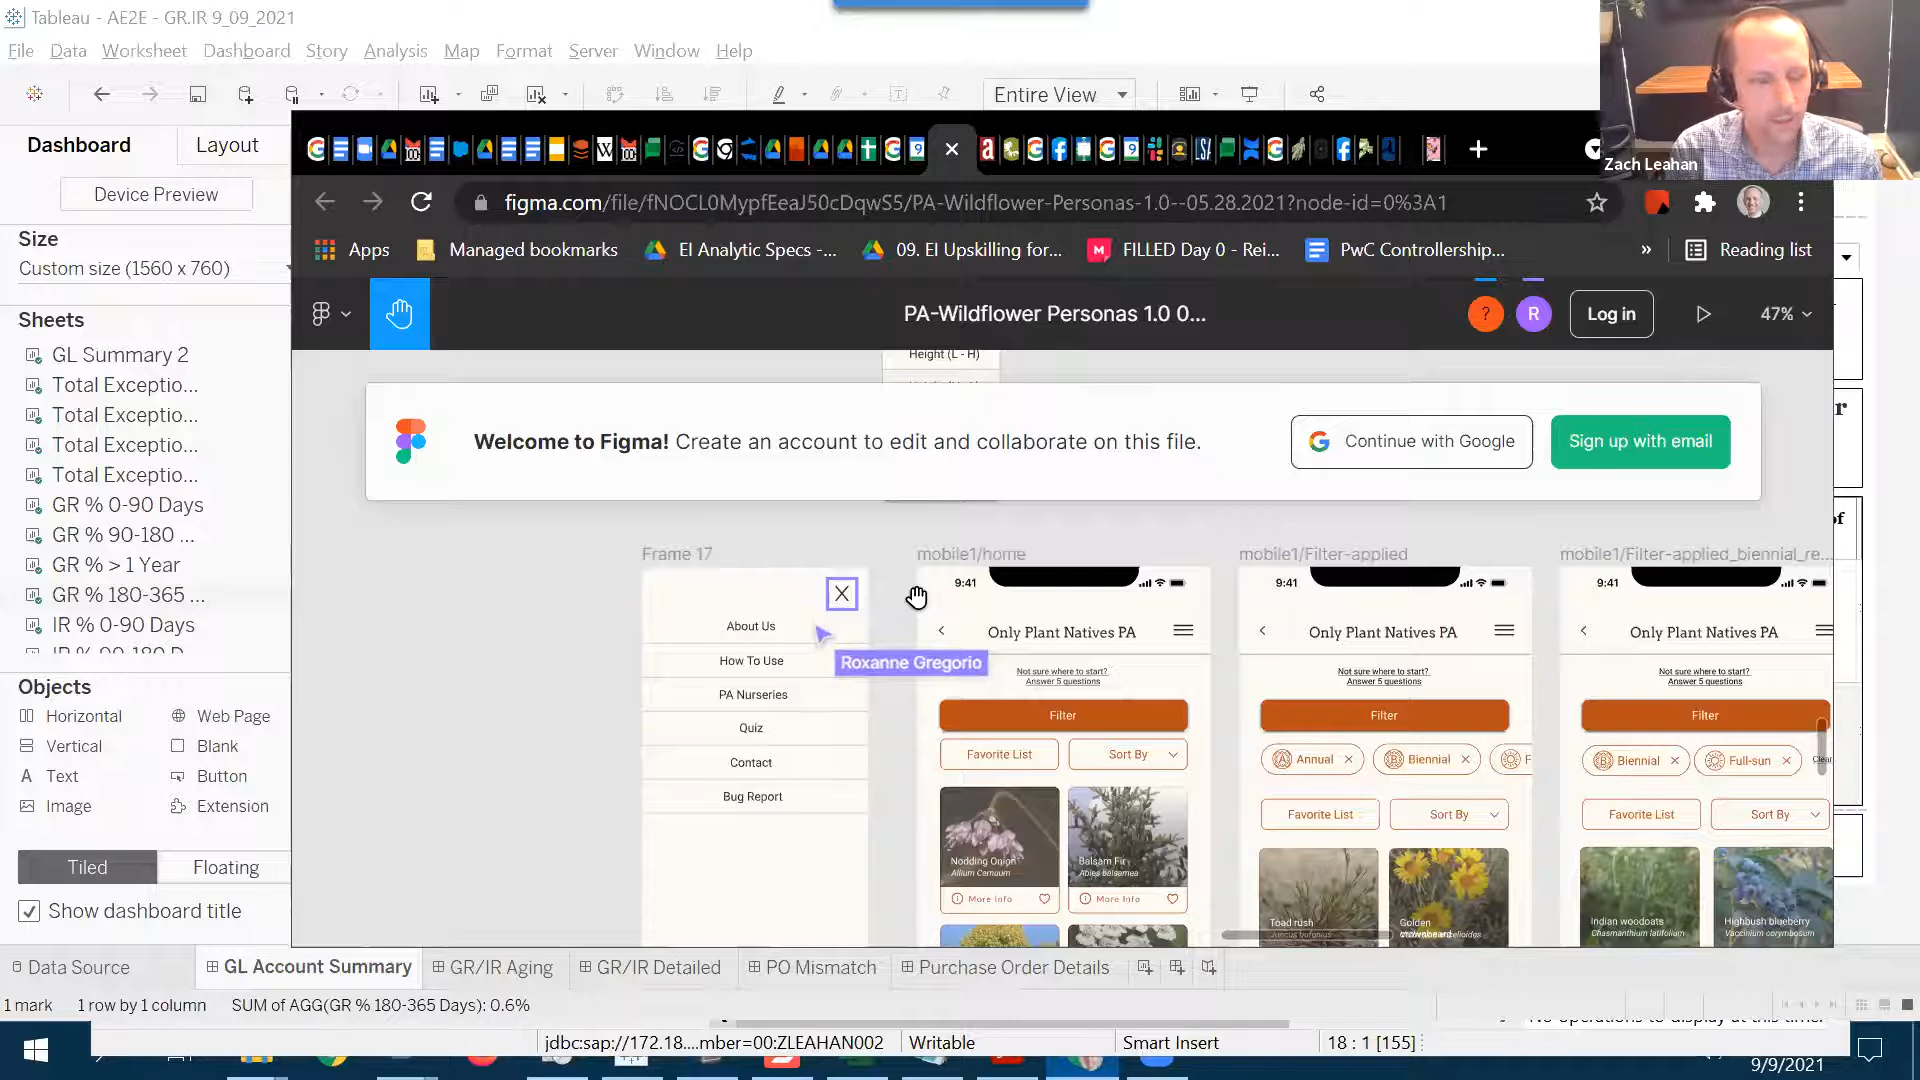 Tableau - AE2E - GR.IR 9_09_2021
File Data Worksheet Dashboard Story Analysis Map Format Server Window Help
Entire View
Zach Leahan
Dashboard Layout
Device Preview
Size
Custom size (1560 x 760)
Sheets
GL Summary 2
Total Exceptio...
Total Exceptio...
Total Exceptio...
Total Exceptio...
GR % 0-90 Days
GR % 90-180 ...
GR % > 1 Year
GR % 180-365 ...
IR % 0-90 Days
Objects
Horizontal Web Page
Vertical Blank
Text Button
Image Extension
Tiled Floating
Show dashboard title
figma.com/file/fNOCL0MypfEeaJ50cDqwS5/PA-Wildflower-Personas-1.0--05.28.2021?node-id=0%3A1
Apps Managed bookmarks EI Analytic Specs -... 09. EI Upskilling for... FILLED Day 0 - Rei... PwC Controllership... » Reading list
PA-Wildflower Personas 1.0 0...
? R Log in 47%
Height (L - H)
Welcome to Figma! Create an account to edit and collaborate on this file.
Continue with Google Sign up with email
Frame 17
X
About Us
How To Use
PA Nurseries
Quiz
Contact
Bug Report
Roxanne Gregorio
mobile1/home
9:41
Only Plant Natives PA
Not sure where to start?
Answer 5 questions
Filter
Favorite List Sort By
Nodding Onion
Allium Cernuum
More Info
Balsam Fir
Abies balsamea
More Info
mobile1/Filter-applied
9:41
Only Plant Natives PA
Not sure where to start?
Answer 5 questions
Filter
Annual Biennial F
Favorite List Sort By
Toad rush
Juncus bufonius
Golden
crownbeard
mobile1/Filter-applied_biennial_re...
9:41
Only Plant Natives PA
Not sure where to start?
Answer 5 questions
Filter
Biennial Full-sun Clear
Favorite List Sort By
Indian woodoats
Chasmanthium latifolium
Highbush blueberry
Vaccinium corymbosum
r
of
Data Source GL Account Summary GR/IR Aging GR/IR Detailed PO Mismatch Purchase Order Details
1 mark 1 row by 1 column SUM of AGG(GR % 180-365 Days): 0.6%
No operations to display at this time.
jdbc:sap://172.18....mber=00:ZLEAHAN002 Writable Smart Insert 18 : 1 [155]
9/9/2021